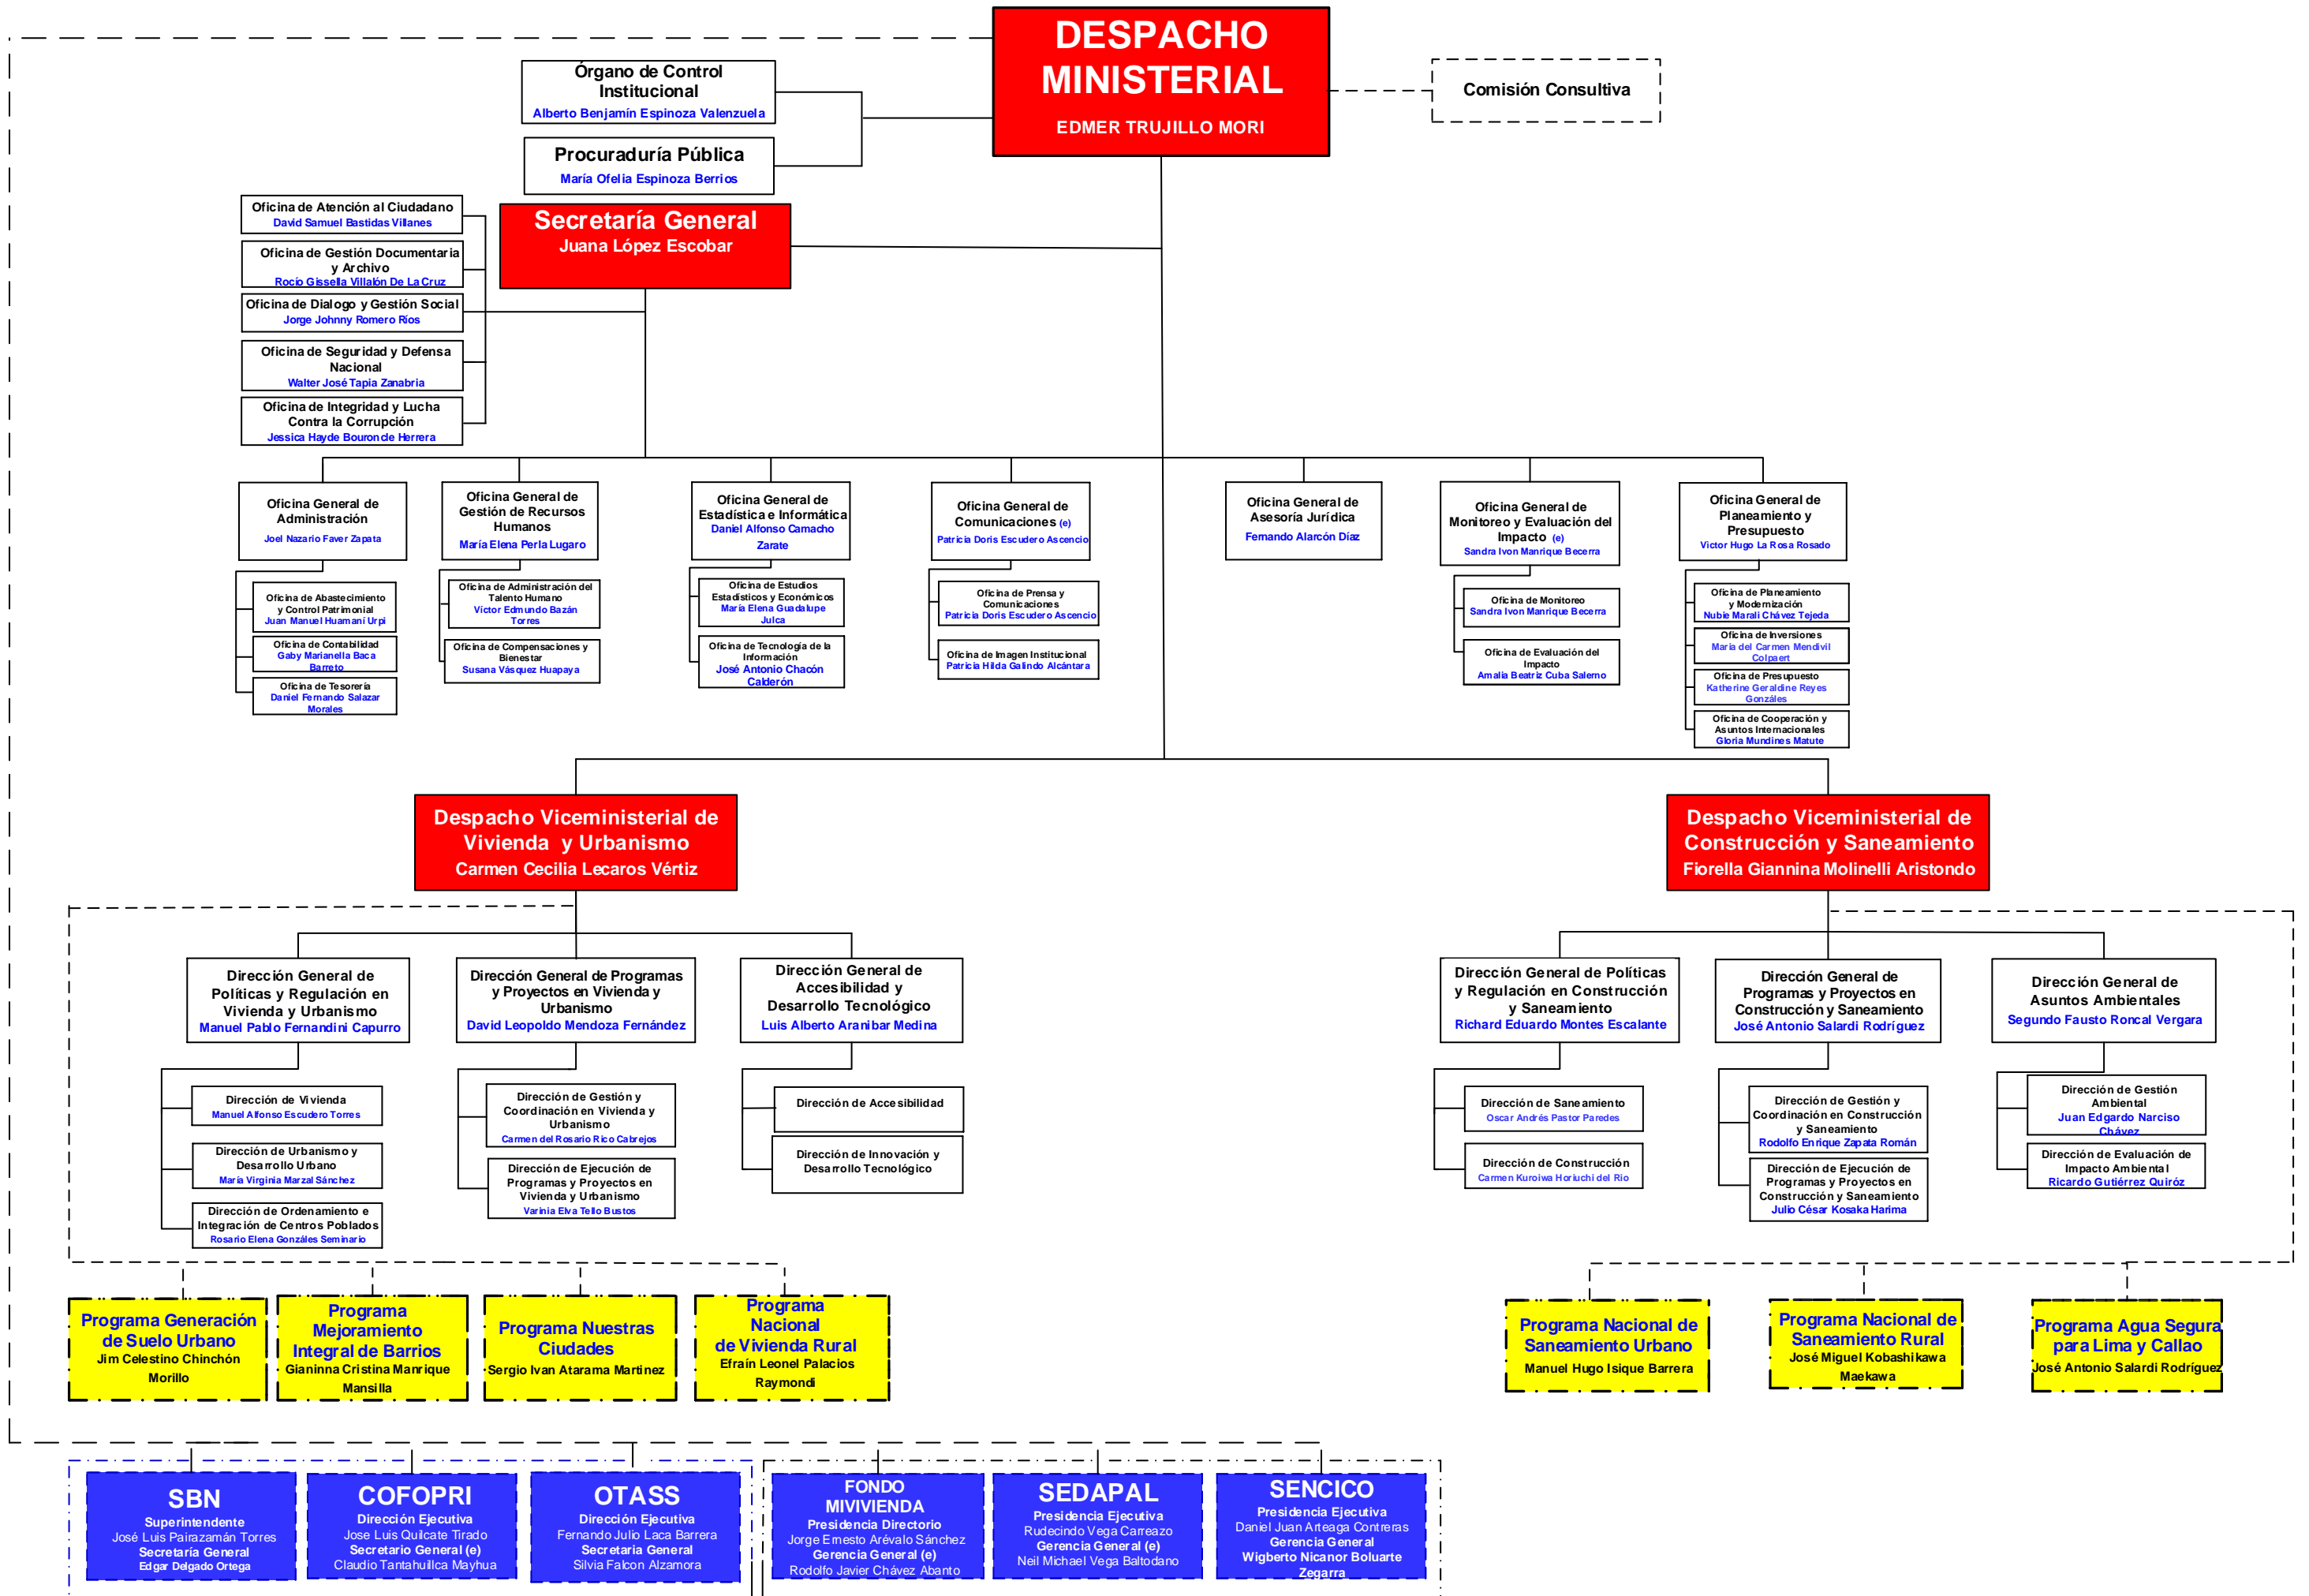 DESPACHO
MINISTERIAL
EDMER TRUJILLO MORI
Comisión Consultiva
Órgano de Control
Institucional
Alberto Benjamín Espinoza Valenzuela
Procuraduría Pública
María Ofelia Espinoza Berrios
Secretaría General
Juana López Escobar
Oficina de Atención al Ciudadano
David Samuel Bastidas Villanes
Oficina de Gestión Documentaria
y Archivo
Rocío Gissella Villalón De La Cruz
Oficina de Dialogo y Gestión Social
Jorge Johnny Romero Ríos
Oficina de Seguridad y Defensa
Nacional
Walter José Tapia Zanabria
Oficina de Integridad y Lucha
Contra la Corrupción
Jessica Hayde Bouroncle Herrera
Oficina General de
Administración
Joel Nazario Faver Zapata
Oficina de Abastecimiento
y Control Patrimonial
Juan Manuel Huamaní Urpi
Oficina de Contabilidad
Gaby Marianella Baca
Barreto
Oficina de Tesorería
Daniel Fernando Salazar
Morales
Oficina General de
Gestión de Recursos
Humanos
María Elena Perla Lugaro
Oficina de Administración del
Talento Humano
Víctor Edmundo Bazán
Torres
Oficina de Compensaciones y
Bienestar
Susana Vásquez Huapaya
Oficina General de
Estadística e Informática
Daniel Alfonso Camacho
Zarate
Oficina de Estudios
Estadísticos y Económicos
María Elena Guadalupe
Julca
Oficina de Tecnología de la
Información
José Antonio Chacón
Calderón
Oficina General de
Comunicaciones (e)
Patricia Doris Escudero Ascencio
Oficina de Prensa y
Comunicaciones
Patricia Doris Escudero Ascencio
Oficina de Imagen Institucional
Patricia Hilda Galindo Alcántara
Oficina General de
Asesoría Jurídica
Fernando Alarcón Díaz
Oficina General de
Monitoreo y Evaluación del
Impacto (e)
Sandra Ivon Manrique Becerra
Oficina de Monitoreo
Sandra Ivon Manrique Becerra
Oficina de Evaluación del
Impacto
Amalia Beatriz Cuba Salerno
Oficina General de
Planeamiento y
Presupuesto
Victor Hugo La Rosa Rosado
Oficina de Planeamiento
y Modernización
Nubie Marali Chávez Tejeda
Oficina de Inversiones
Maria del Carmen Mendivil
Colpaert
Oficina de Presupuesto
Katherine Geraldine Reyes
Gonzáles
Oficina de Cooperación y
Asuntos Internacionales
Gloria Mundines Matute
Despacho Viceministerial de
Vivienda y Urbanismo
Carmen Cecilia Lecaros Vértiz
Despacho Viceministerial de
Construcción y Saneamiento
Fiorella Giannina Molinelli Aristondo
Dirección General de
Políticas y Regulación en
Vivienda y Urbanismo
Manuel Pablo Fernandini Capurro
Dirección de Vivienda
Manuel Alfonso Escudero Torres
Dirección de Urbanismo y
Desarrollo Urbano
María Virginia Marzal Sánchez
Dirección de Ordenamiento e
Integración de Centros Poblados
Rosario Elena Gonzáles Seminario
Dirección General de Programas
y Proyectos en Vivienda y
Urbanismo
David Leopoldo Mendoza Fernández
Dirección de Gestión y
Coordinación en Vivienda y
Urbanismo
Carmen del Rosario Rico Cabrejos
Dirección de Ejecución de
Programas y Proyectos en
Vivienda y Urbanismo
Varinia Elva Tello Bustos
Dirección General de
Accesibilidad y
Desarrollo Tecnológico
Luis Alberto Aranibar Medina
Dirección de Accesibilidad
Dirección de Innovación y
Desarrollo Tecnológico
Dirección General de Políticas
y Regulación en Construcción
y Saneamiento
Richard Eduardo Montes Escalante
Dirección de Saneamiento
Oscar Andrés Pastor Paredes
Dirección de Construcción
Carmen Kuroiwa Horiuchi del Rio
Dirección General de
Programas y Proyectos en
Construcción y Saneamiento
José Antonio Salardi Rodríguez
Dirección de Gestión y
Coordinación en Construcción
y Saneamiento
Rodolfo Enrique Zapata Román
Dirección de Ejecución de
Programas y Proyectos en
Construcción y Saneamiento
Julio César Kosaka Harima
Dirección General de
Asuntos Ambientales
Segundo Fausto Roncal Vergara
Dirección de Gestión
Ambiental
Juan Edgardo Narciso
Chávez
Dirección de Evaluación de
Impacto Ambiental
Ricardo Gutiérrez Quiróz
Programa Generación
de Suelo Urbano
Jim Celestino Chinchón
Morillo
Programa
Mejoramiento
Integral de Barrios
Gianinna Cristina Manrique
Mansilla
Programa Nuestras
Ciudades
Sergio Ivan Atarama Martinez
Programa
Nacional
de Vivienda Rural
Efraín Leonel Palacios
Raymondi
Programa Nacional de
Saneamiento Urbano
Manuel Hugo Isique Barrera
Programa Nacional de
Saneamiento Rural
José Miguel Kobashikawa
Maekawa
Programa Agua Segura
para Lima y Callao
José Antonio Salardi Rodríguez
SBN
Superintendente
José Luis Pairazamán Torres
Secretaría General
Edgar Delgado Ortega
COFOPRI
Dirección Ejecutiva
Jose Luis Quilcate Tirado
Secretario General (e)
Claudio Tantahuillca Mayhua
OTASS
Dirección Ejecutiva
Fernando Julio Laca Barrera
Secretaria General
Silvia Falcon Alzamora
FONDO
MIVIVIENDA
Presidencia Directorio
Jorge Ernesto Arévalo Sánchez
Gerencia General (e)
Rodolfo Javier Chávez Abanto
SEDAPAL
Presidencia Ejecutiva
Rudecindo Vega Carreazo
Gerencia General (e)
Neil Michael Vega Baltodano
SENCICO
Presidencia Ejecutiva
Daniel Juan Arteaga Contreras
Gerencia General
Wigberto Nicanor Boluarte
Zegarra